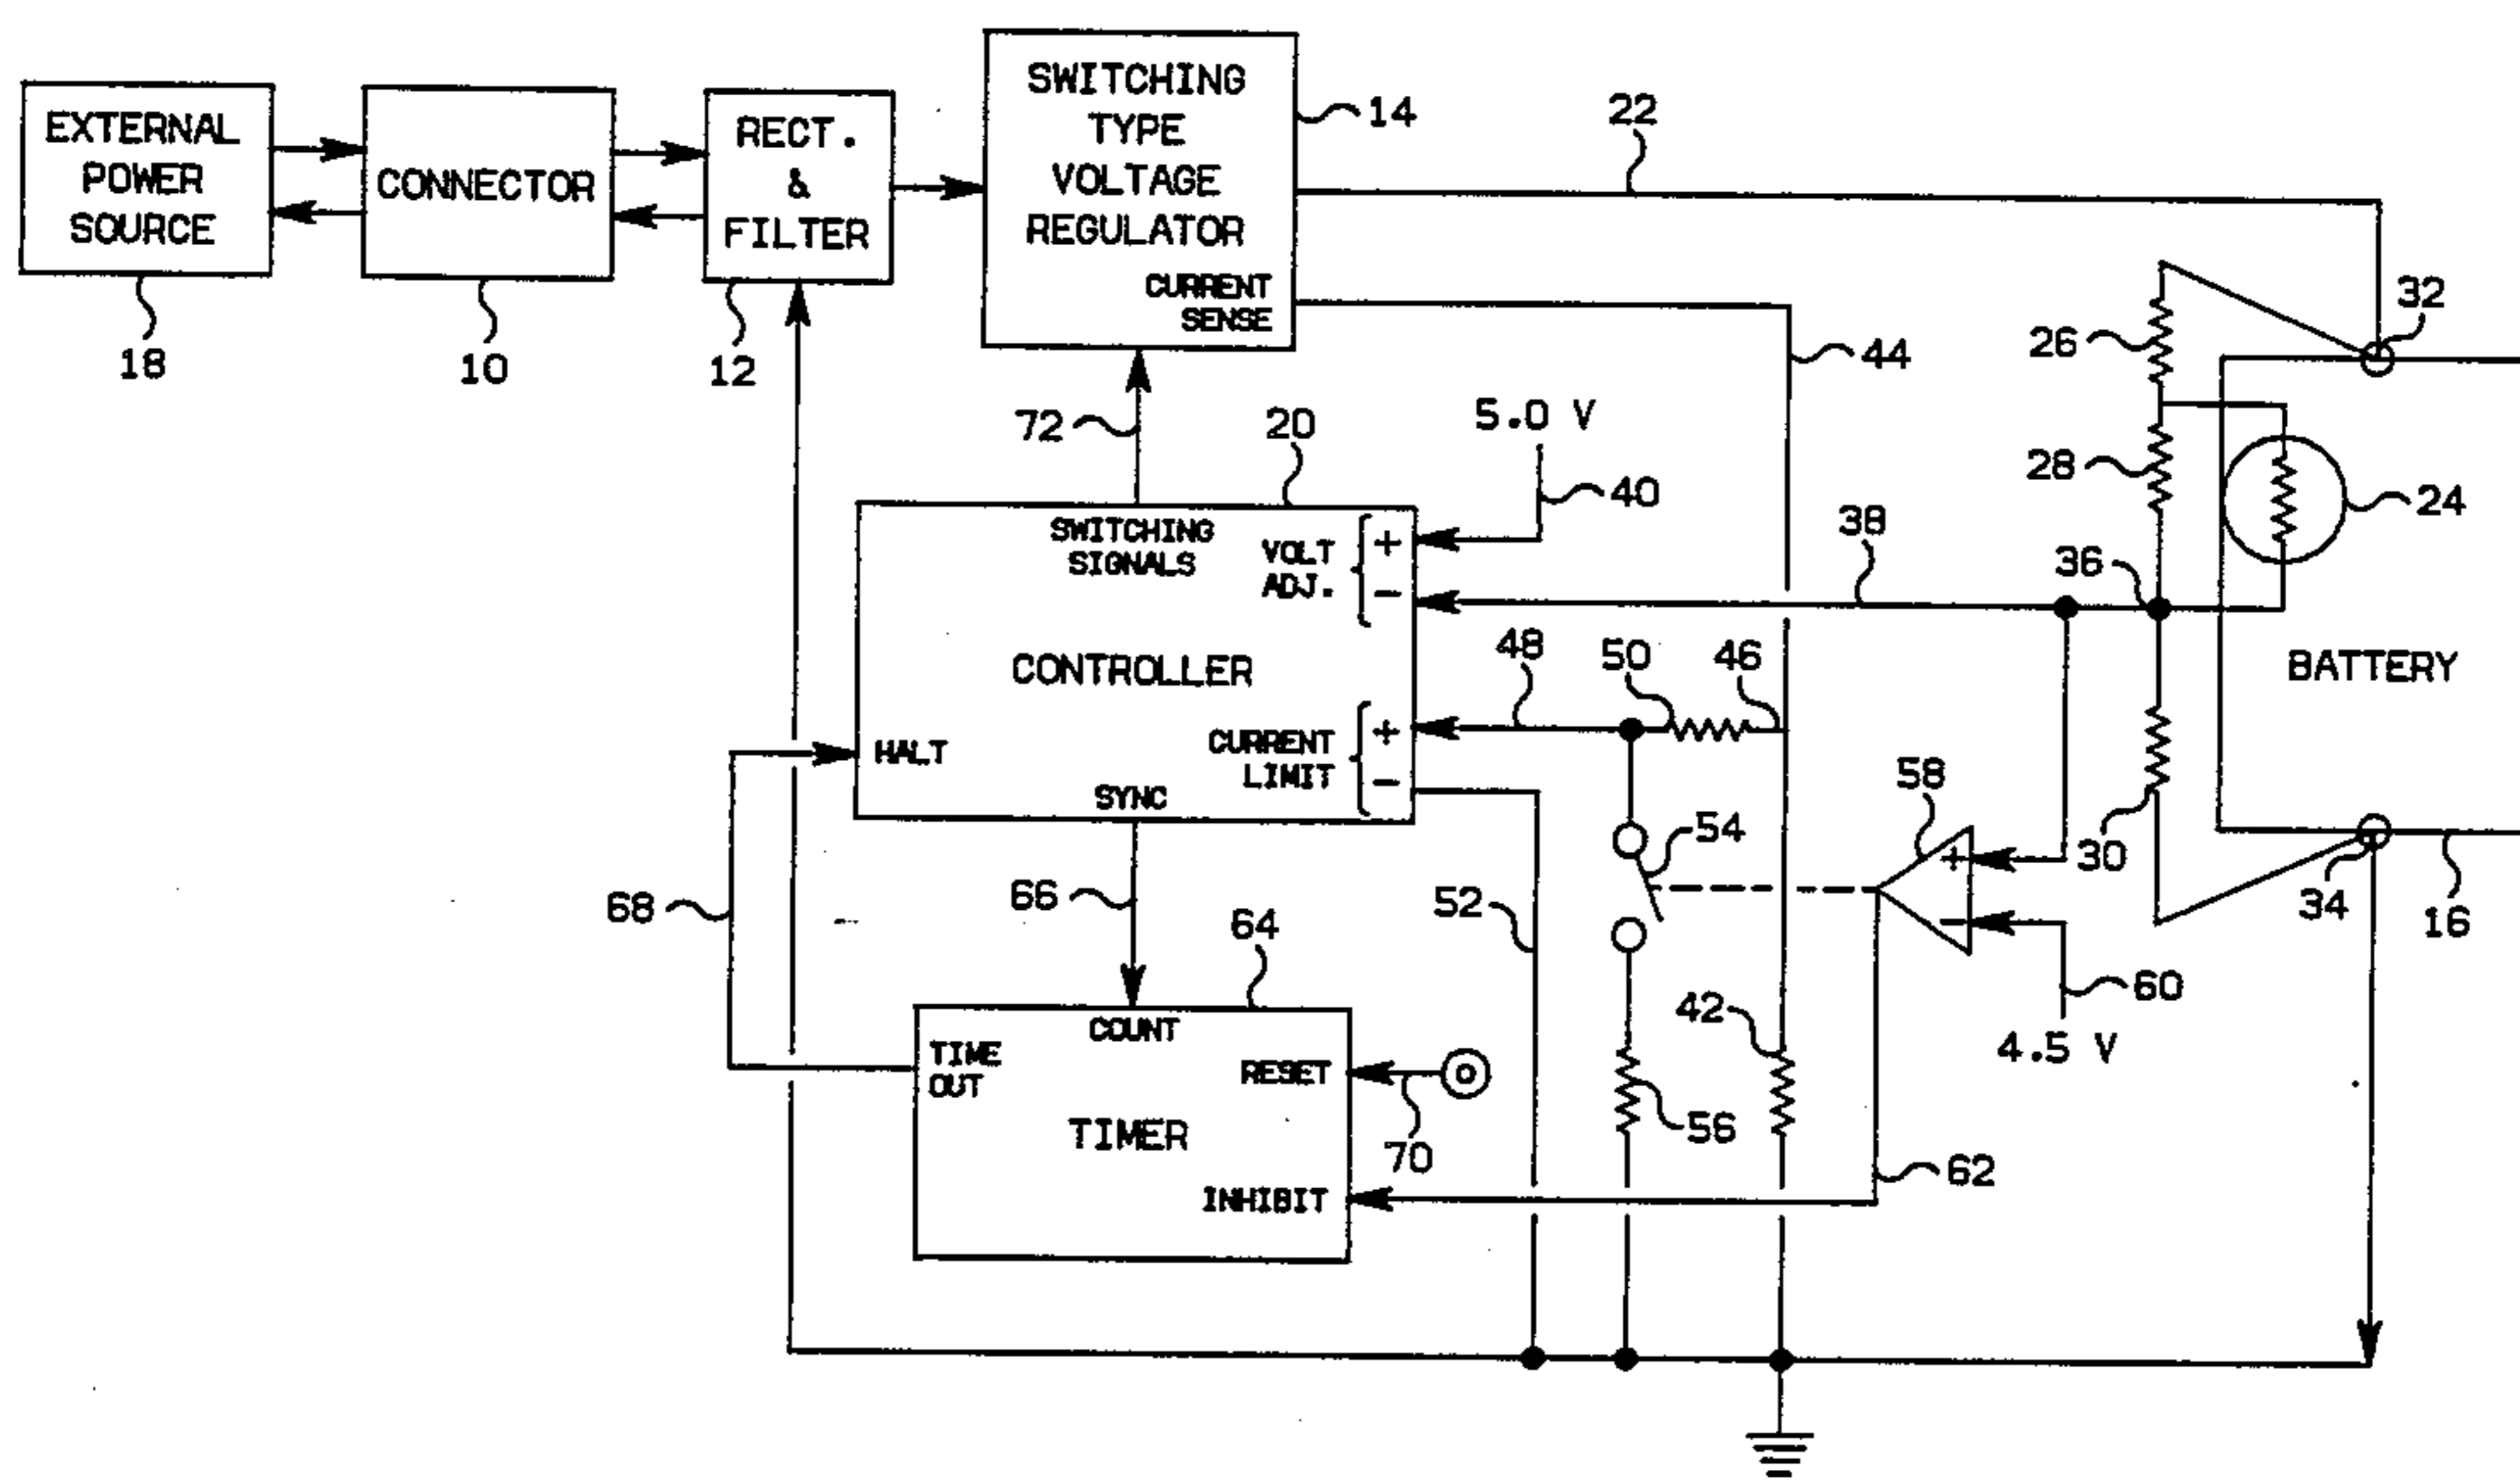 EXTERNAL
POWER
SOURCE
18
CONNECTOR
10
RECT.
&
FILTER
12
SWITCHING
TYPE
VOLTAGE
REGULATOR
CURRENT
SENSE
14
22
44
72
20
5.0 V
40
38
26
28
24
32
36
SWITCHING
SIGNALS
VOLT
ADJ.
+
−
CONTROLLER
HALT
CURRENT
LIMIT
+
−
SYNC
48
50
46
BATTERY
58
54
+
−
30
34
16
52
60
4.5 V
42
68
66
64
COUNT
TIME
OUT
RESET
TIMER
INHIBIT
70
56
62